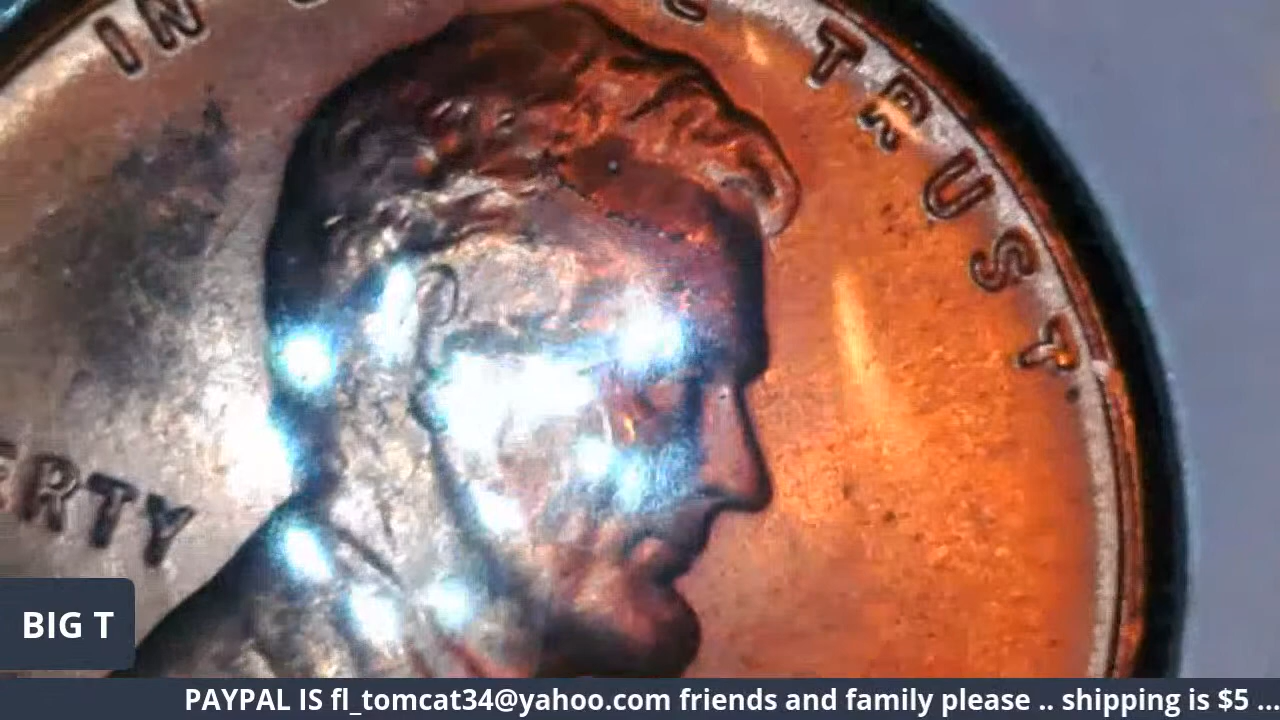 IN
TRUST
ERTY
BIG T
PAYPAL IS fl_tomcat34@yahoo.com friends and family please .. shipping is $5 ...